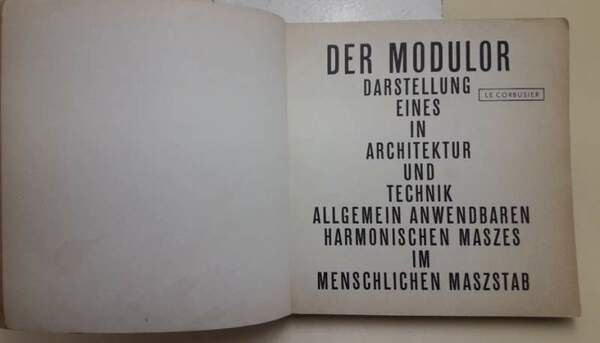 DER MODULOR
DARSTELLUNG
LE CORBUSIER
EINES
IN
ARCHITEKTUR
UND
TECHNIK
ALLGEMEIN ANWENDBAREN
HARMONISCHEN MASZES
IM
MENSCHLICHEN MASZSTAB